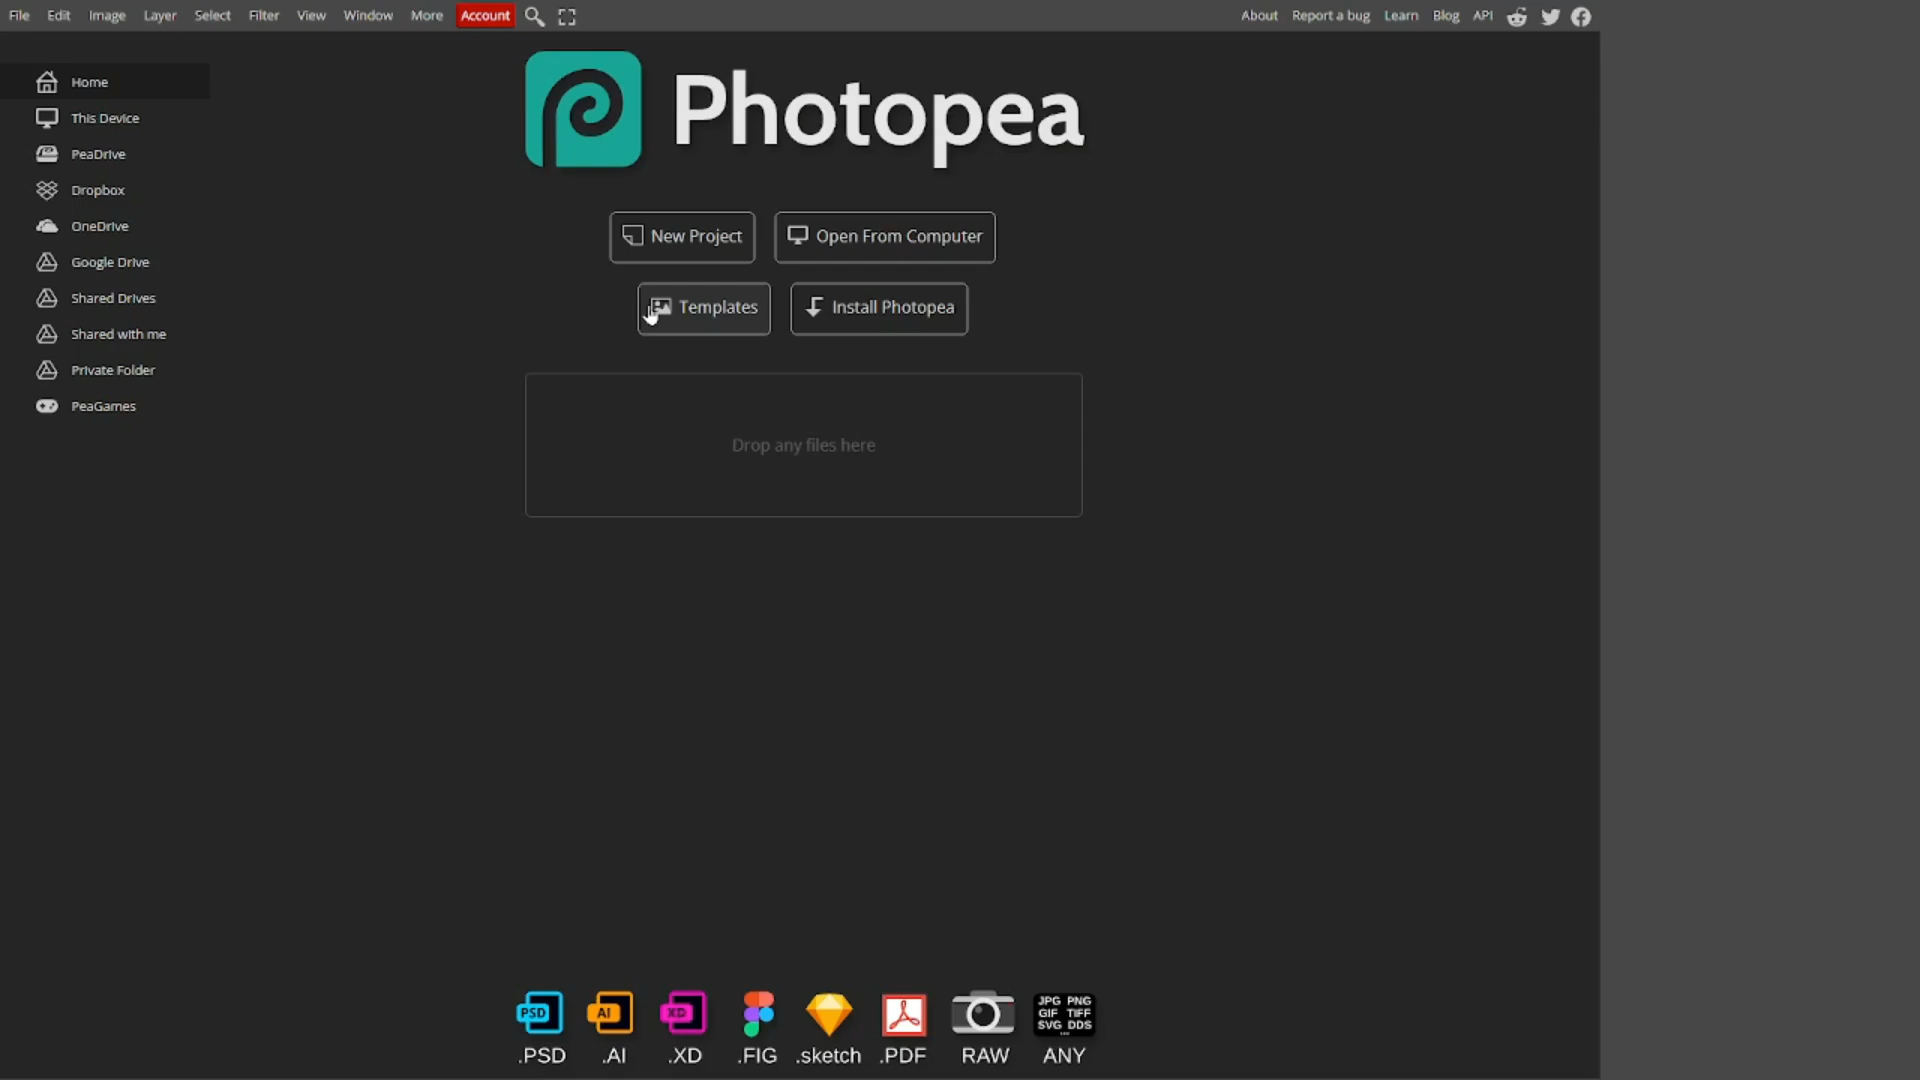 File Edit Image Layer Select Filter View Window More Account About Report a bug Learn Blog API
Home
This Device
PeaDrive
Dropbox
OneDrive
Google Drive
Shared Drives
Shared with me
Private Folder
PeaGames
Photopea
New Project Open From Computer
Templates Install Photopea
Drop any files here
PSD AI XD JPG PNG
GIF TIFF
SVG DDS
...
.PSD .AI .XD .FIG .sketch .PDF RAW ANY